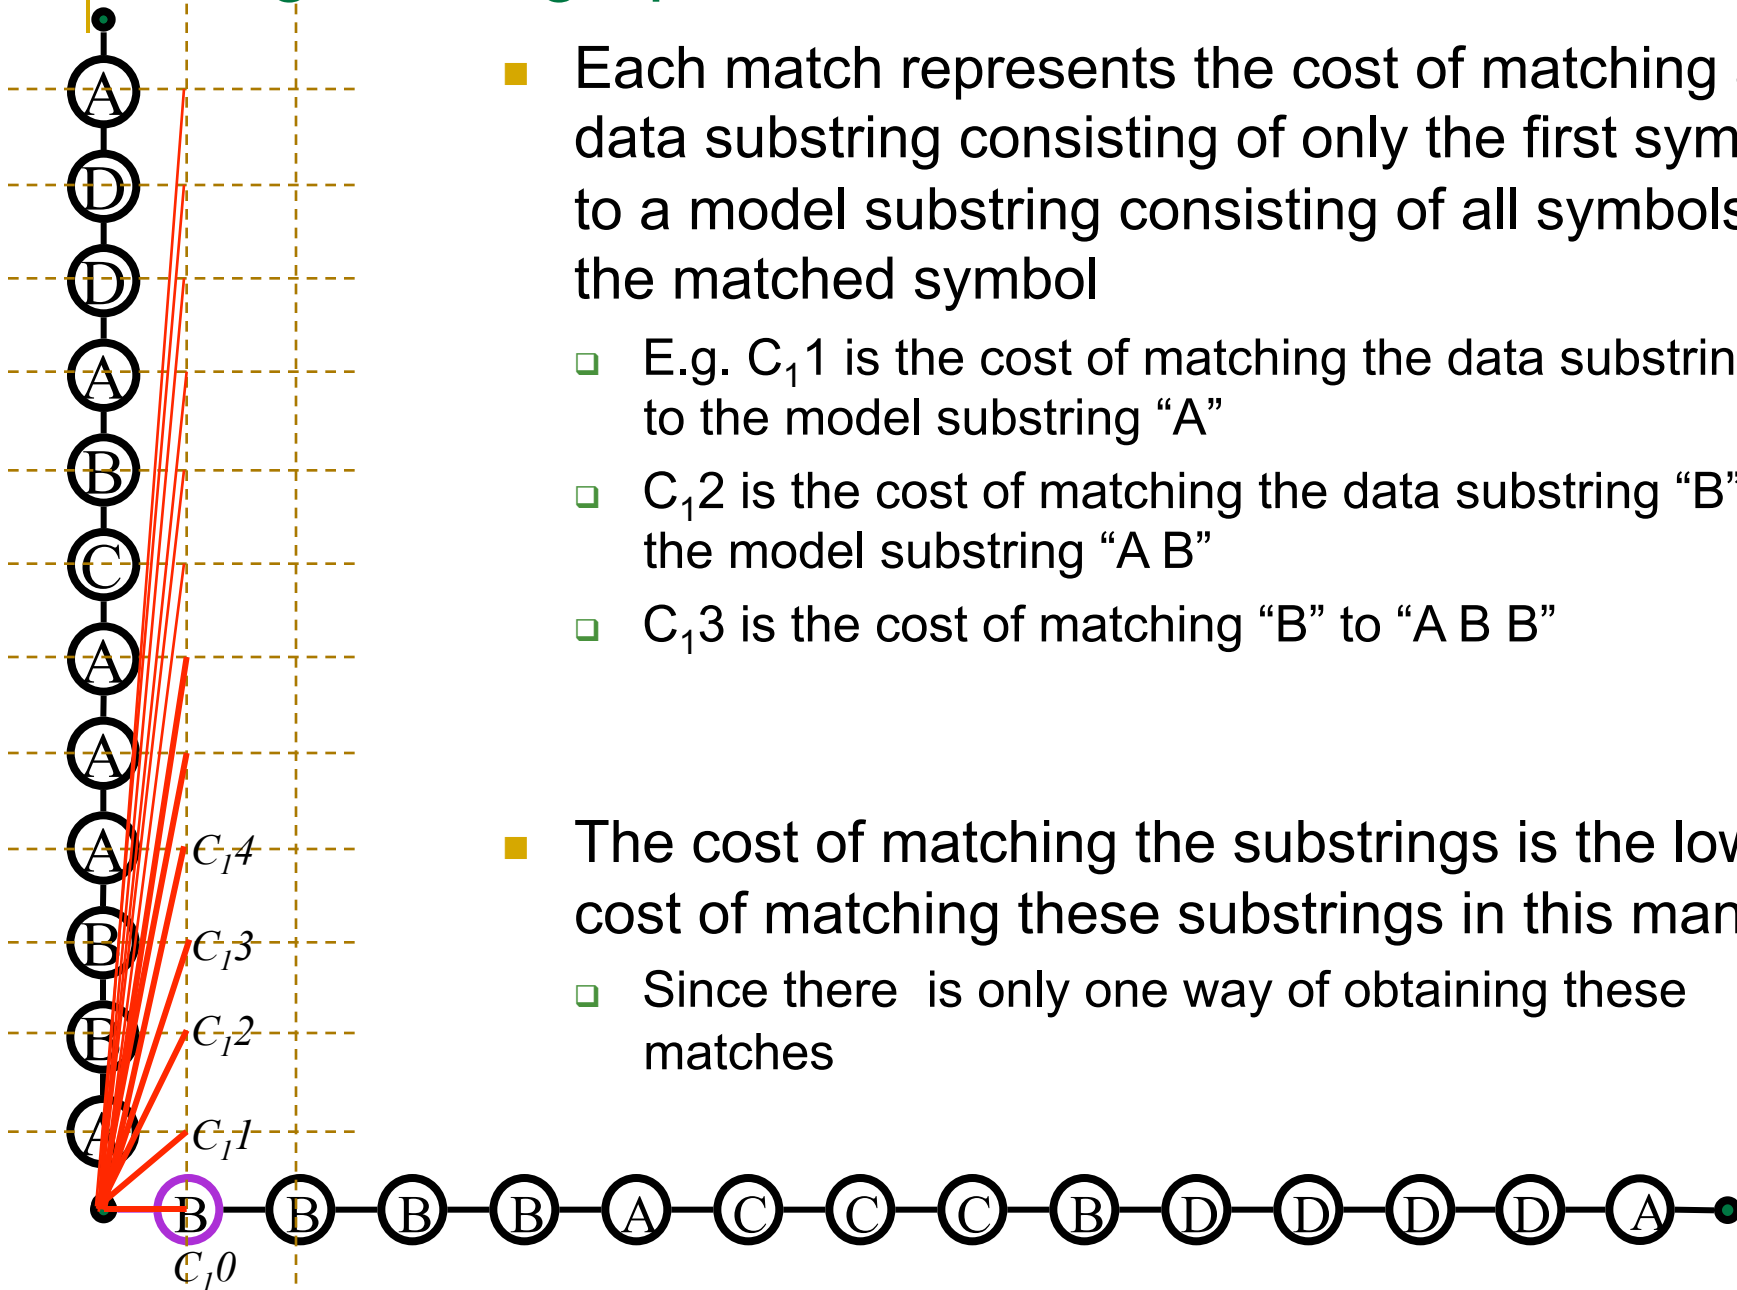 Each match represents the cost of matching
data substring consisting of only the first sym
to a model substring consisting of all symbols
the matched symbol
E.g. C₁1 is the cost of matching the data substrin
to the model substring “A”
C₁2 is the cost of matching the data substring “B”
the model substring “A B”
C₁3 is the cost of matching “B” to “A B B”
The cost of matching the substrings is the low
cost of matching these substrings in this man
Since there is only one way of obtaining these
matches
A
D
D
A
B
C
A
A
A
B
B
A
C₁4
C₁3
C₁2
C₁1
B B B B A C C C B D D D D A
C₁0